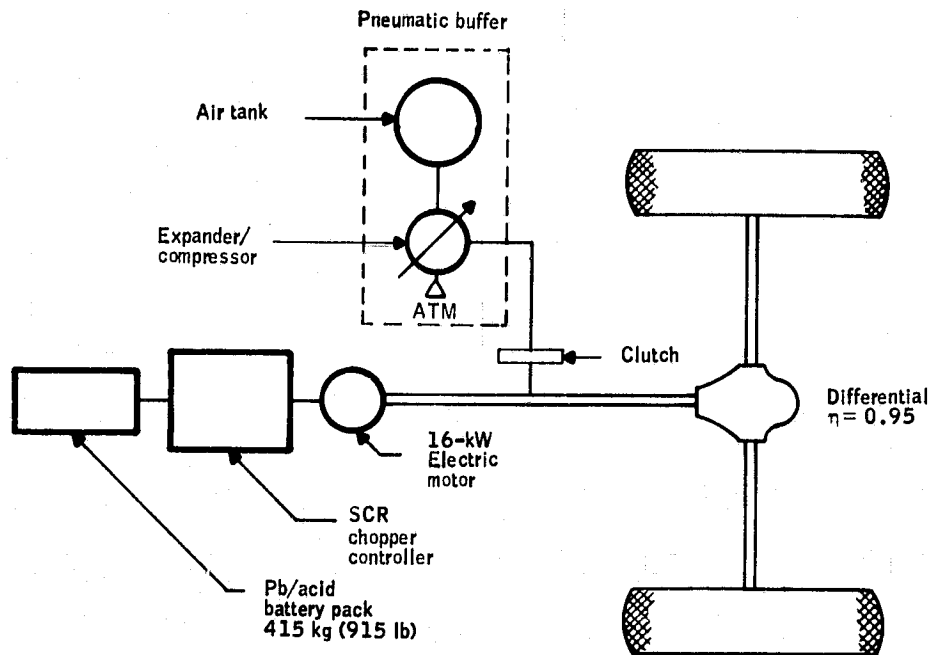 Pneumatic buffer
Air tank
Expander/
compressor
ATM
Clutch
Differential
η = 0.95
16-kW
Electric
motor
SCR
chopper
controller
Pb/acid
battery pack
415 kg (915 lb)